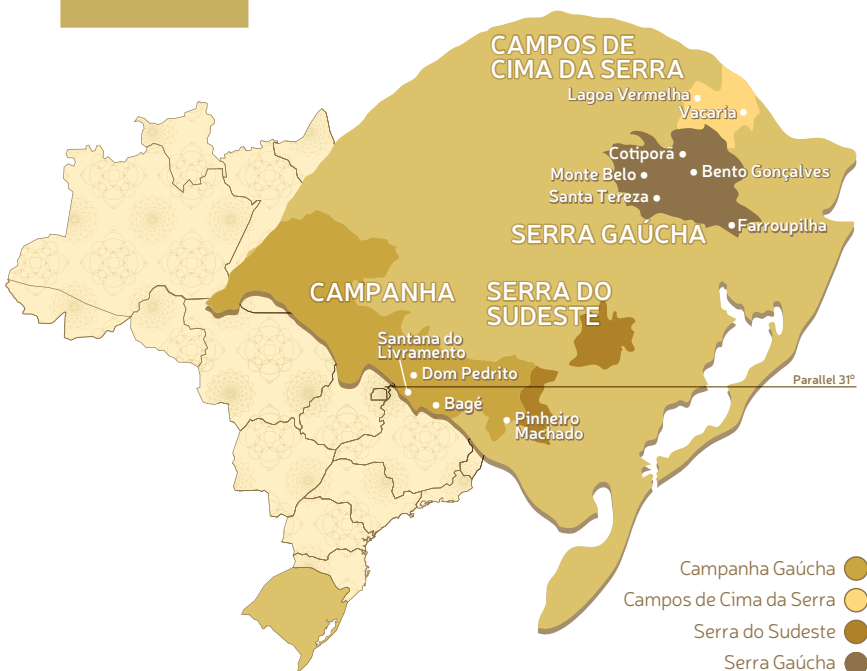 CAMPOS DE
CIMA DA SERRA
Lagoa Vermelha
Vacaria
Cotiporã
Monte Belo
Bento Gonçalves
Santa Tereza
Farroupilha
SERRA GAÚCHA
CAMPANHA
SERRA DO
SUDESTE
Santana do
Livramento
Dom Pedrito
Parallel 31º
Bagé
Pinheiro
Machado
Campanha Gaúcha
Campos de Cima da Serra
Serra do Sudeste
Serra Gaúcha